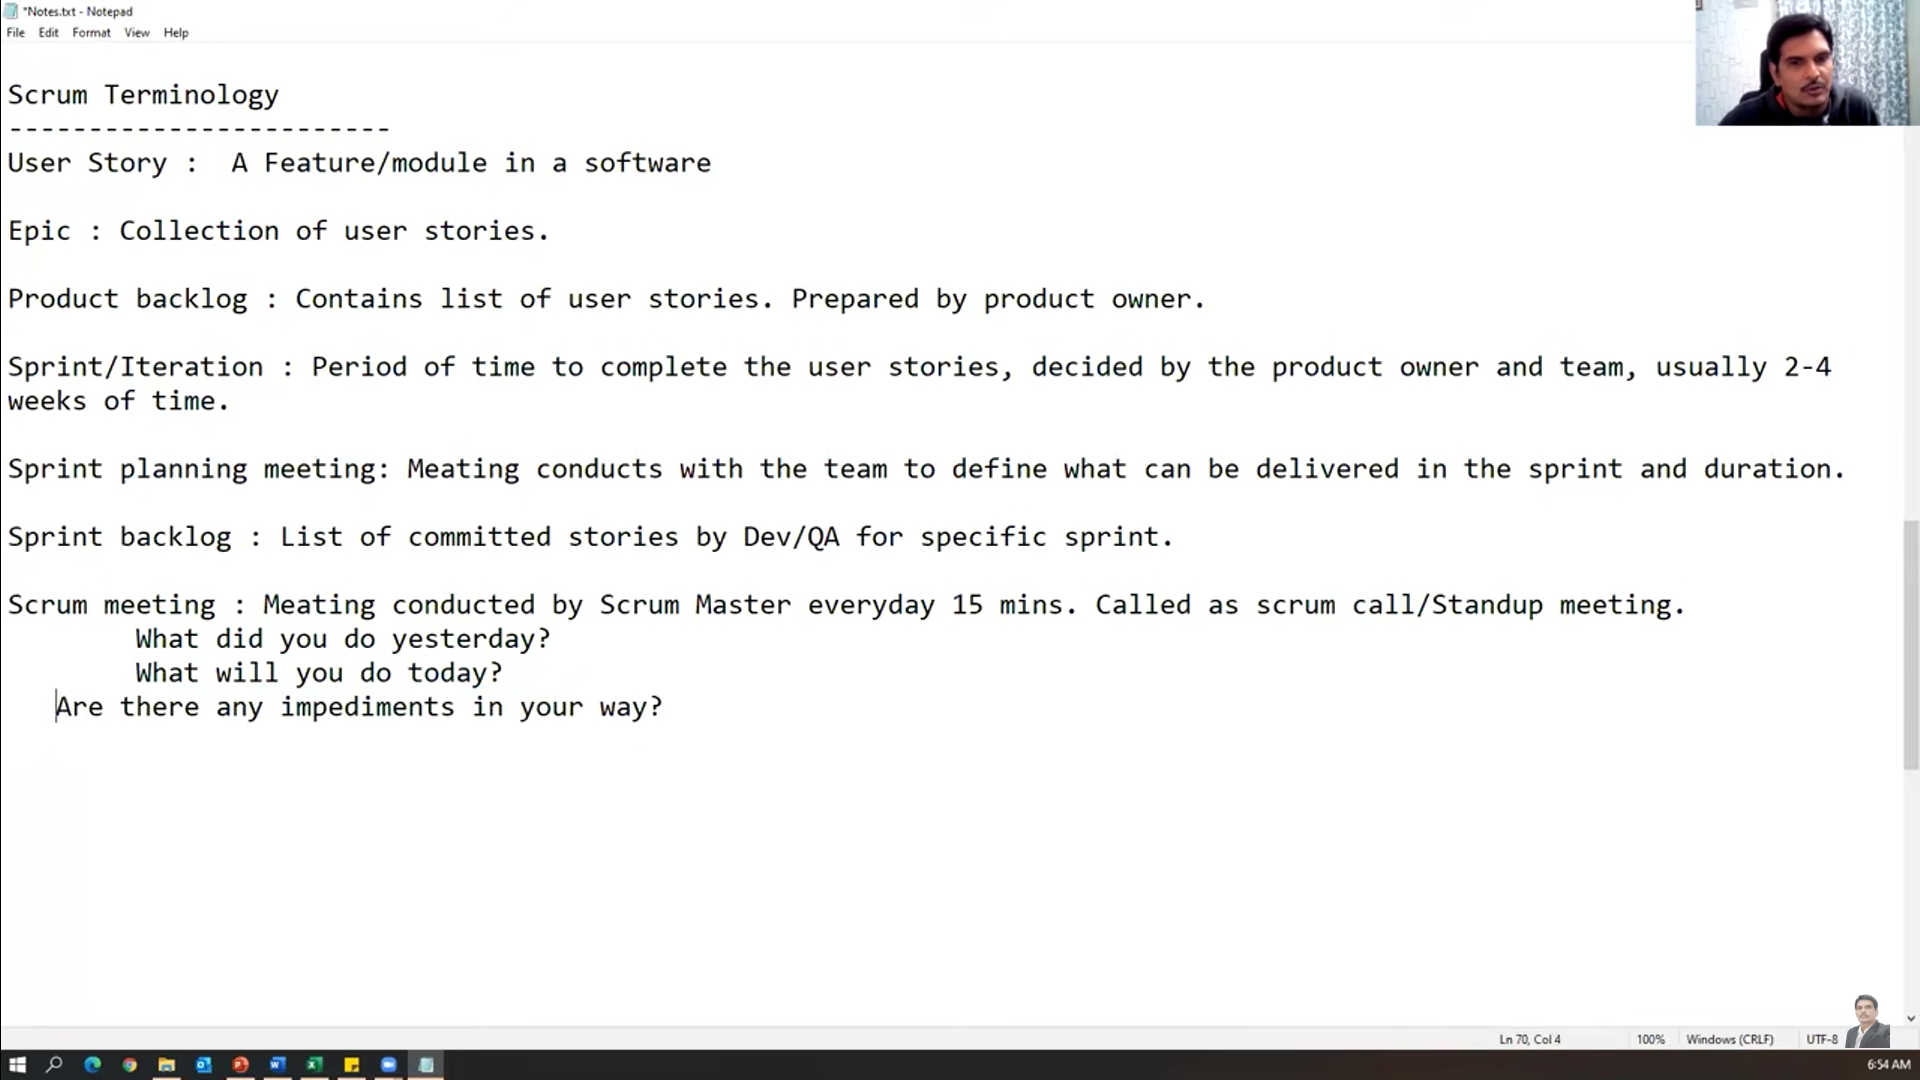 *Notes.txt - Notepad
File Edit Format View Help
Scrum Terminology
------------------------
User Story :  A Feature/module in a software
Epic : Collection of user stories.
Product backlog : Contains list of user stories. Prepared by product owner.
Sprint/Iteration : Period of time to complete the user stories, decided by the product owner and team, usually 2-4
weeks of time.
Sprint planning meeting: Meating conducts with the team to define what can be delivered in the sprint and duration.
Sprint backlog : List of committed stories by Dev/QA for specific sprint.
Scrum meeting : Meating conducted by Scrum Master everyday 15 mins. Called as scrum call/Standup meeting.
What did you do yesterday?
What will you do today?
Are there any impediments in your way?
Ln 70, Col 4 100% Windows (CRLF) UTF-8
6:54 AM